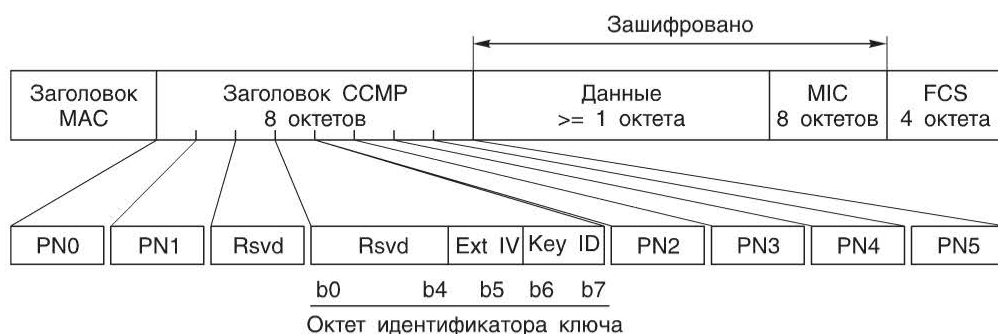 Зашифровано
Заголовок MAC
Заголовок CCMP 8 октетов
Данные >= 1 октета
MIC 8 октетов
FCS 4 октета
PN0 PN1 Rsvd Rsvd Ext IV Key ID PN2 PN3 PN4 PN5
b0 b4 b5 b6 b7
Октет идентификатора ключа